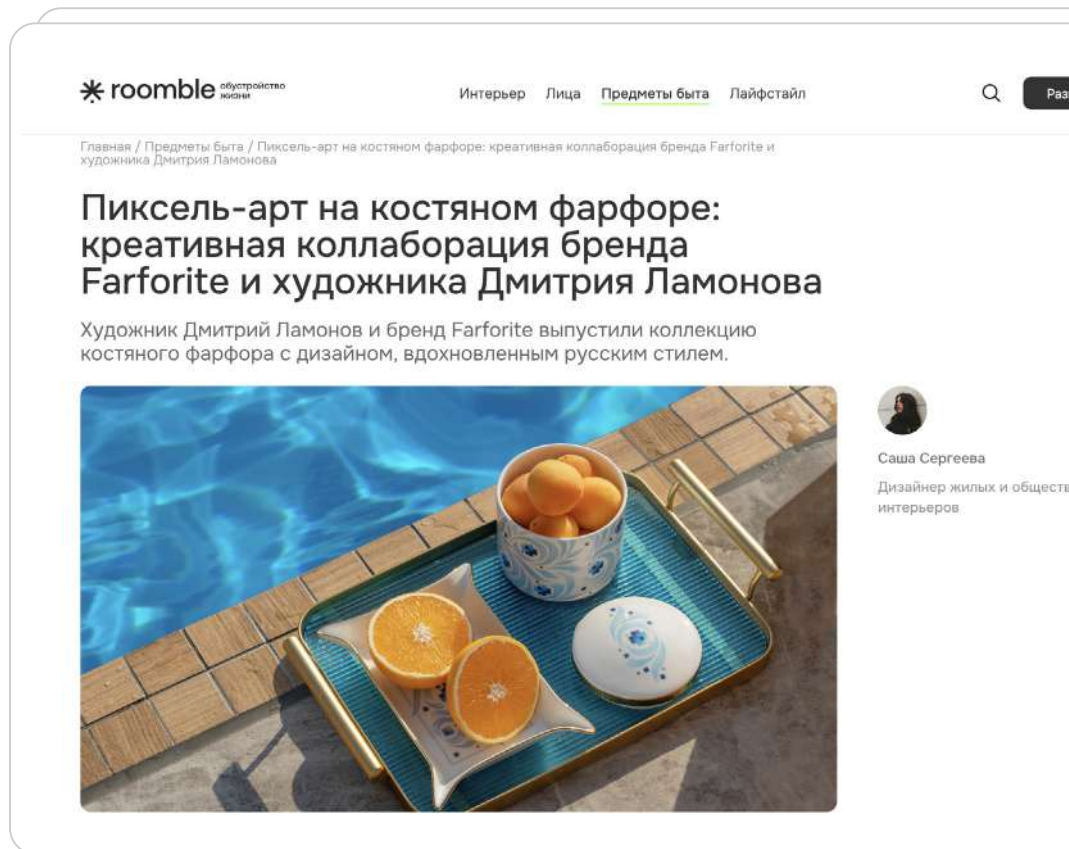 roomble обустройство
жизни
Интерьер Лица Предметы быта Лайфстайл
Главная / Предметы быта / Пиксель-арт на костяном фарфоре: креативная коллаборация бренда Farforite и
художника Дмитрия Ламонова
Пиксель-арт на костяном фарфоре:
креативная коллаборация бренда
Farforite и художника Дмитрия Ламонова
Художник Дмитрий Ламонов и бренд Farforite выпустили коллекцию
костяного фарфора с дизайном, вдохновленным русским стилем.
Саша Сергеева
Дизайнер жилых и
интерьеров